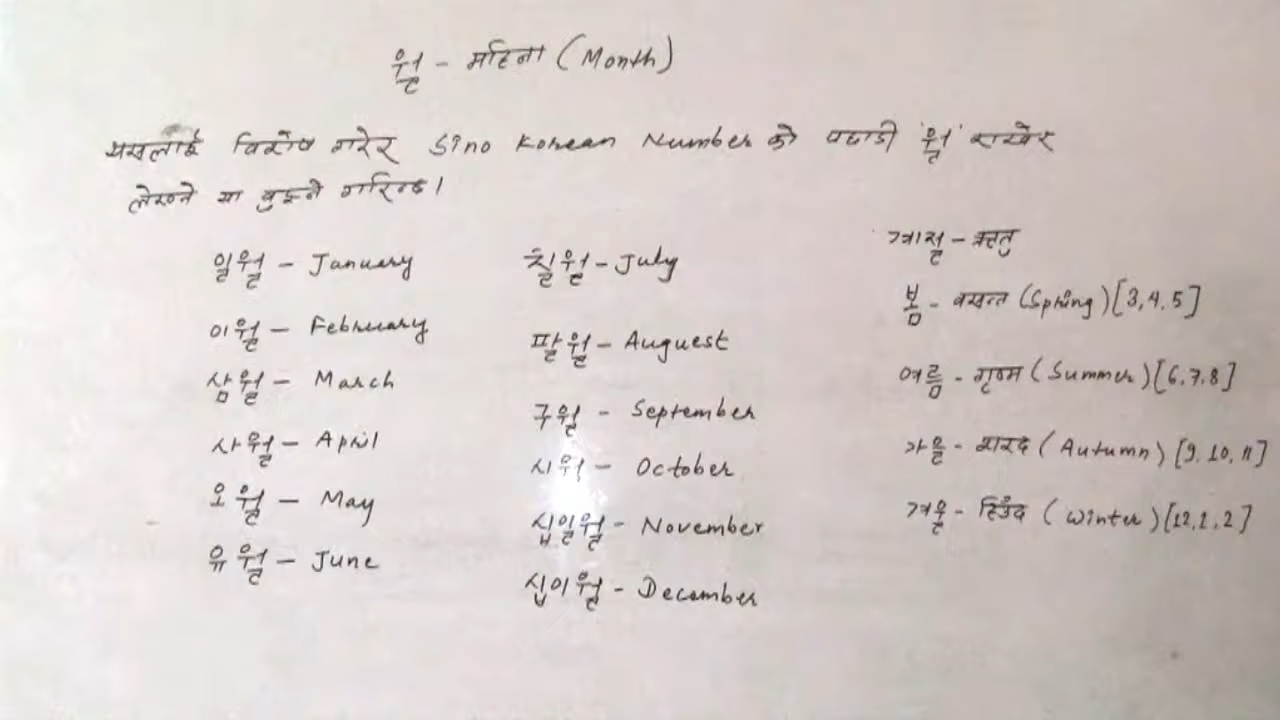 월 - महिना (Month)
यसलाई विशेष गरेर Sino Korean Number को पछाडी '월' राखेर
लेख्ने या बुझ्ने गरिन्छ।
일월 - January
이월 - February
삼월 - March
사월 - April
오월 - May
유월 - June
칠월 - July
팔월 - Auguest
구월 - September
시월 - October
십일월 - November
십이월 - December
계절 - ऋतु
봄 - वसन्त (Spring) [3,4,5]
여름 - गृष्म (Summer) [6,7,8]
가을 - शरद (Autumn) [9,10,11]
겨울 - हिउँद (Winter) [12,1,2]